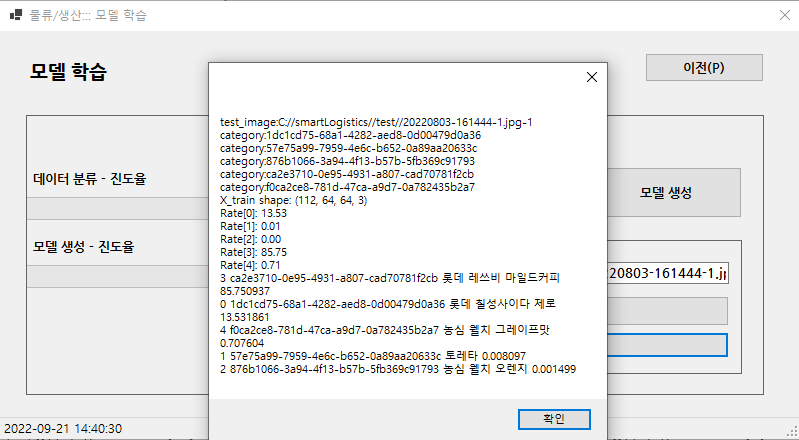 물류/생산::: 모델 학습
모델 학습
이전(P)
test_image:C://smartLogistics//test//20220803-161444-1.jpg-1
category:1dc1cd75-68a1-4282-aed8-0d00479d0a36
category:57e75a99-7959-4e6c-b652-0a89aa20633c
category:876b1066-3a94-4f13-b57b-5fb369c91793
category:ca2e3710-0e95-4931-a807-cad70781f2cb
category:f0ca2ce8-781d-47ca-a9d7-0a782435b2a7
X_train shape: (112, 64, 64, 3)
Rate[0]: 13.53
Rate[1]: 0.01
Rate[2]: 0.00
Rate[3]: 85.75
Rate[4]: 0.71
3 ca2e3710-0e95-4931-a807-cad70781f2cb 롯데 레쓰비 마일드커피
85.750937
0 1dc1cd75-68a1-4282-aed8-0d00479d0a36 롯데 칠성사이다 제로
13.531861
4 f0ca2ce8-781d-47ca-a9d7-0a782435b2a7 농심 웰치 그레이프맛
0.707604
1 57e75a99-7959-4e6c-b652-0a89aa20633c 토레타 0.008097
2 876b1066-3a94-4f13-b57b-5fb369c91793 농심 웰치 오렌지 0.001499
확인
데이터 분류 - 진도율
모델 생성 - 진도율
모델 생성
20803-161444-1.jp
2022-09-21 14:40:30